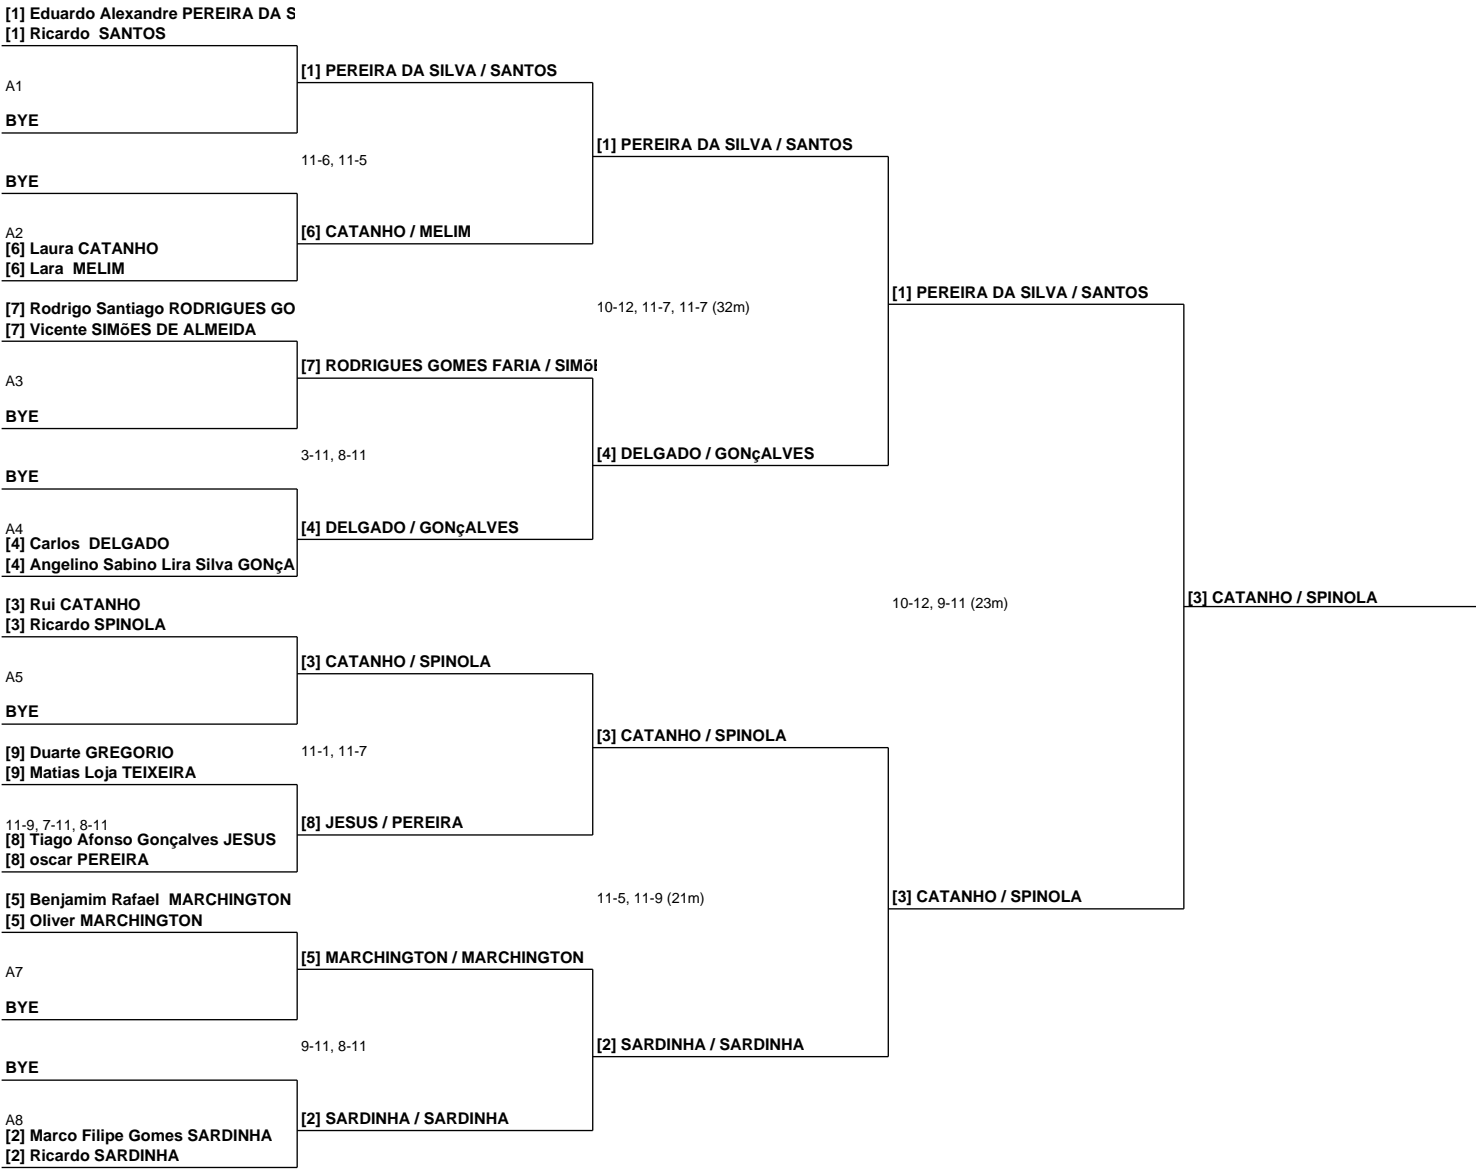 [1] Eduardo Alexandre PEREIRA DA S
[1] Ricardo  SANTOS
A1
BYE
BYE
A2
[6] Laura CATANHO
[6] Lara  MELIM
[7] Rodrigo Santiago RODRIGUES GO
[7] Vicente SIMõES DE ALMEIDA
A3
BYE
BYE
A4
[4] Carlos  DELGADO
[4] Angelino Sabino Lira Silva GONçA
[3] Rui CATANHO
[3] Ricardo SPINOLA
A5
BYE
[9] Duarte GREGORIO
[9] Matias Loja TEIXEIRA
11-9, 7-11, 8-11
[8] Tiago Afonso Gonçalves JESUS
[8] oscar PEREIRA
[5] Benjamim Rafael  MARCHINGTON
[5] Oliver MARCHINGTON
A7
BYE
BYE
A8
[2] Marco Filipe Gomes SARDINHA
[2] Ricardo SARDINHA
[1] PEREIRA DA SILVA / SANTOS
11-6, 11-5
[6] CATANHO / MELIM
[7] RODRIGUES GOMES FARIA / SIMõE
3-11, 8-11
[4] DELGADO / GONçALVES
[3] CATANHO / SPINOLA
11-1, 11-7
[8] JESUS / PEREIRA
[5] MARCHINGTON / MARCHINGTON
9-11, 8-11
[2] SARDINHA / SARDINHA
[1] PEREIRA DA SILVA / SANTOS
10-12, 11-7, 11-7 (32m)
[4] DELGADO / GONçALVES
[3] CATANHO / SPINOLA
11-5, 11-9 (21m)
[2] SARDINHA / SARDINHA
[1] PEREIRA DA SILVA / SANTOS
10-12, 9-11 (23m)
[3] CATANHO / SPINOLA
[3] CATANHO / SPINOLA